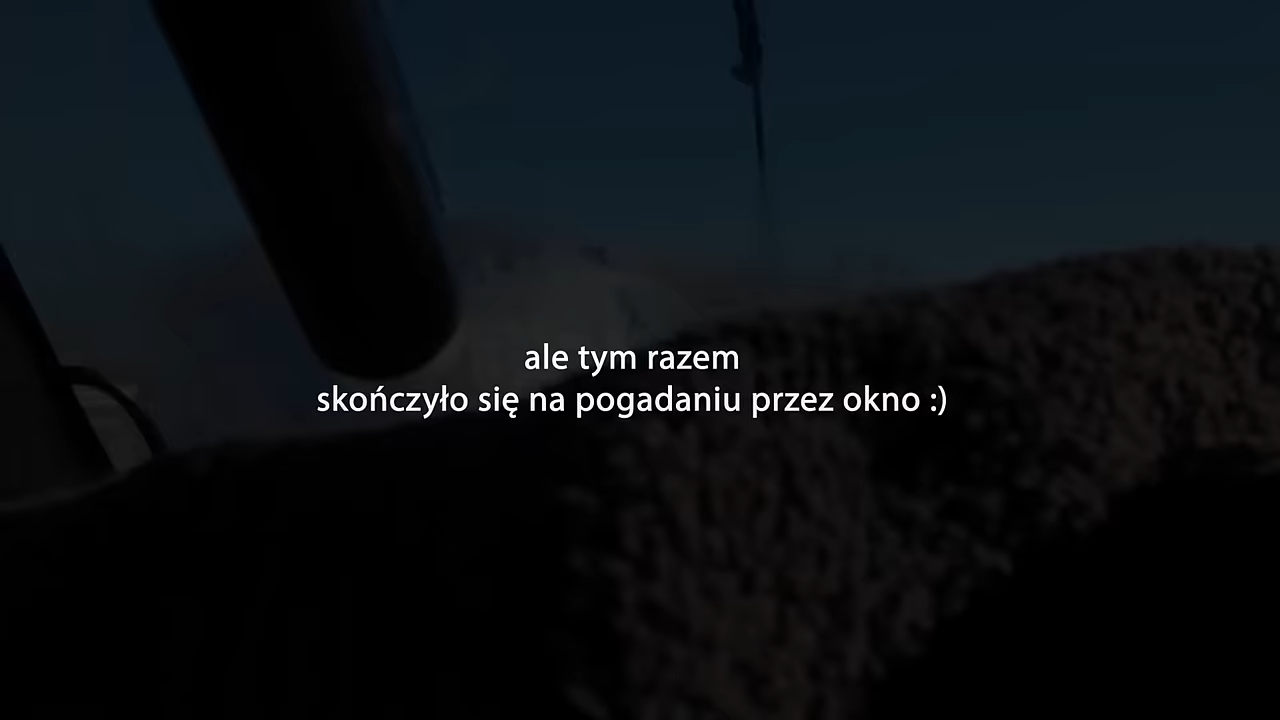 ale tym razem
skończyło się na pogadaniu przez okno :)